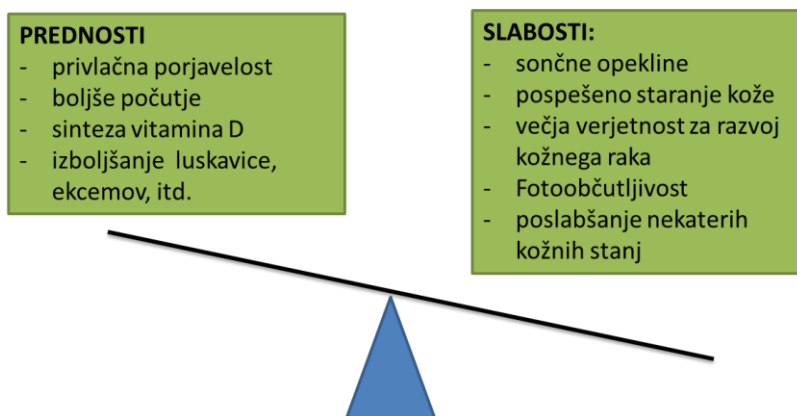 PREDNOSTI
- privlačna porjavelost
- boljše počutje
- sinteza vitamina D
- izboljšanje luskavice,
ekcemov, itd.
SLABOSTI:
- sončne opekline
- pospešeno staranje kože
- večja verjetnost za razvoj
kožnega raka
- Fotoobčutljivost
- poslabšanje nekaterih
kožnih stanj